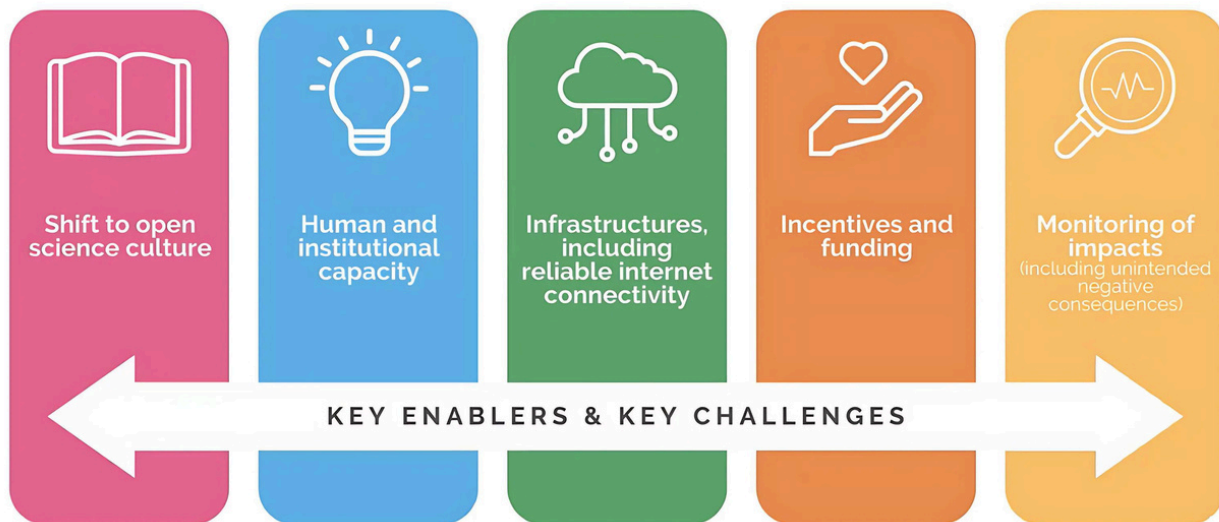 Shift to open
science culture
Human and
institutional
capacity
Infrastructures,
including
reliable internet
connectivity
Incentives and
funding
Monitoring of
impacts
(including unintended
negative
consequences)
KEY ENABLERS & KEY CHALLENGES